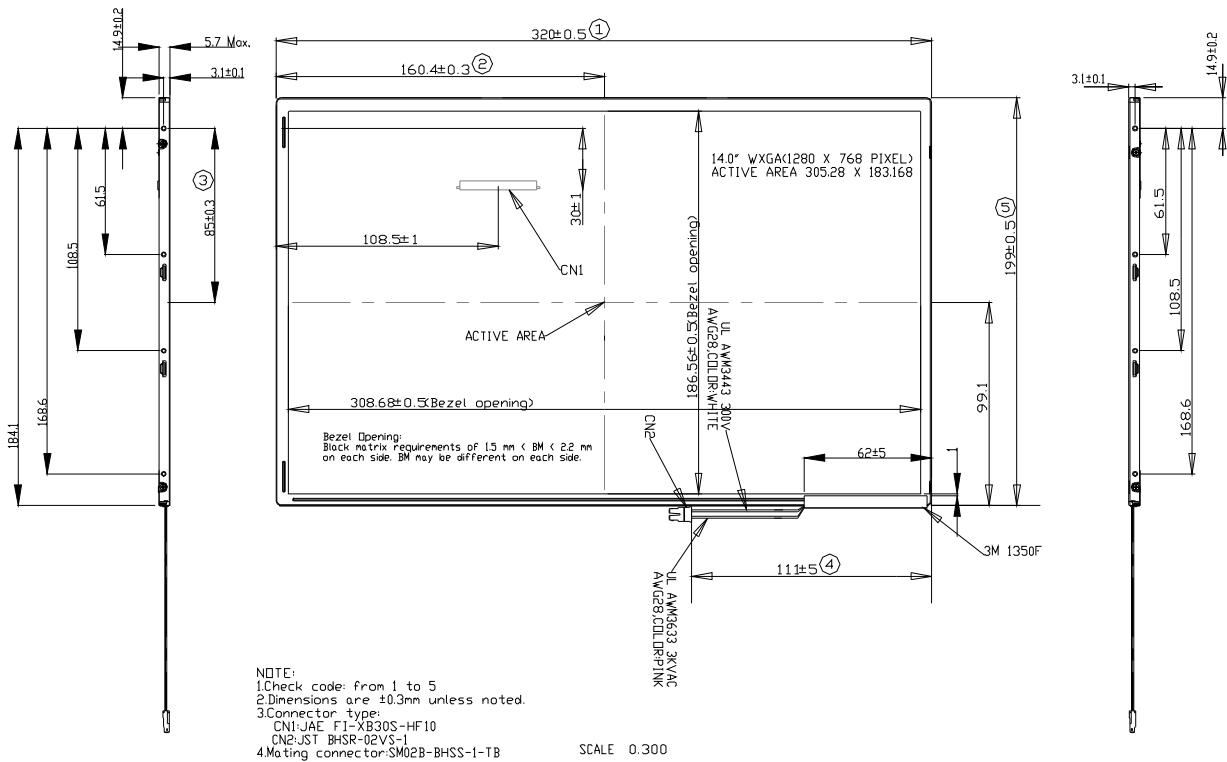 14.9±0.2
5.7 Max.
3.1±0.1
320±0.5 1
160.4±0.3 2
3.1±0.1
14.9±0.2
14.0" WXGA(1280 X 768 PIXEL)
ACTIVE AREA 305.28 X 183.168
184.1
168.6
108.5
61.5
85±0.3 3
30±1
108.5±1
CN1
186.56±0.5(Bezel opening)
199±0.5 5
61.5
108.5
168.6
ACTIVE AREA
UL AWM3443 300V
AWG28,COLOR:WHITE
99.1
308.68±0.5(Bezel opening)
CN2
Bezel Opening:
Black matrix requirements of 1.5 mm < BM < 2.2 mm
on each side. BM may be different on each side.
62±5
1
3M 1350F
111±5 4
UL AWM3633 3KVAC
AWG28,COLOR:PINK
NOTE:
1.Check code: from 1 to 5
2.Dimensions are ±0.3mm unless noted.
3.Connector type:
CN1:JAE FI-XB30S-HF10
CN2:JST BHSR-02VS-1
4.Mating connector:SM02B-BHSS-1-TB
SCALE 0.300